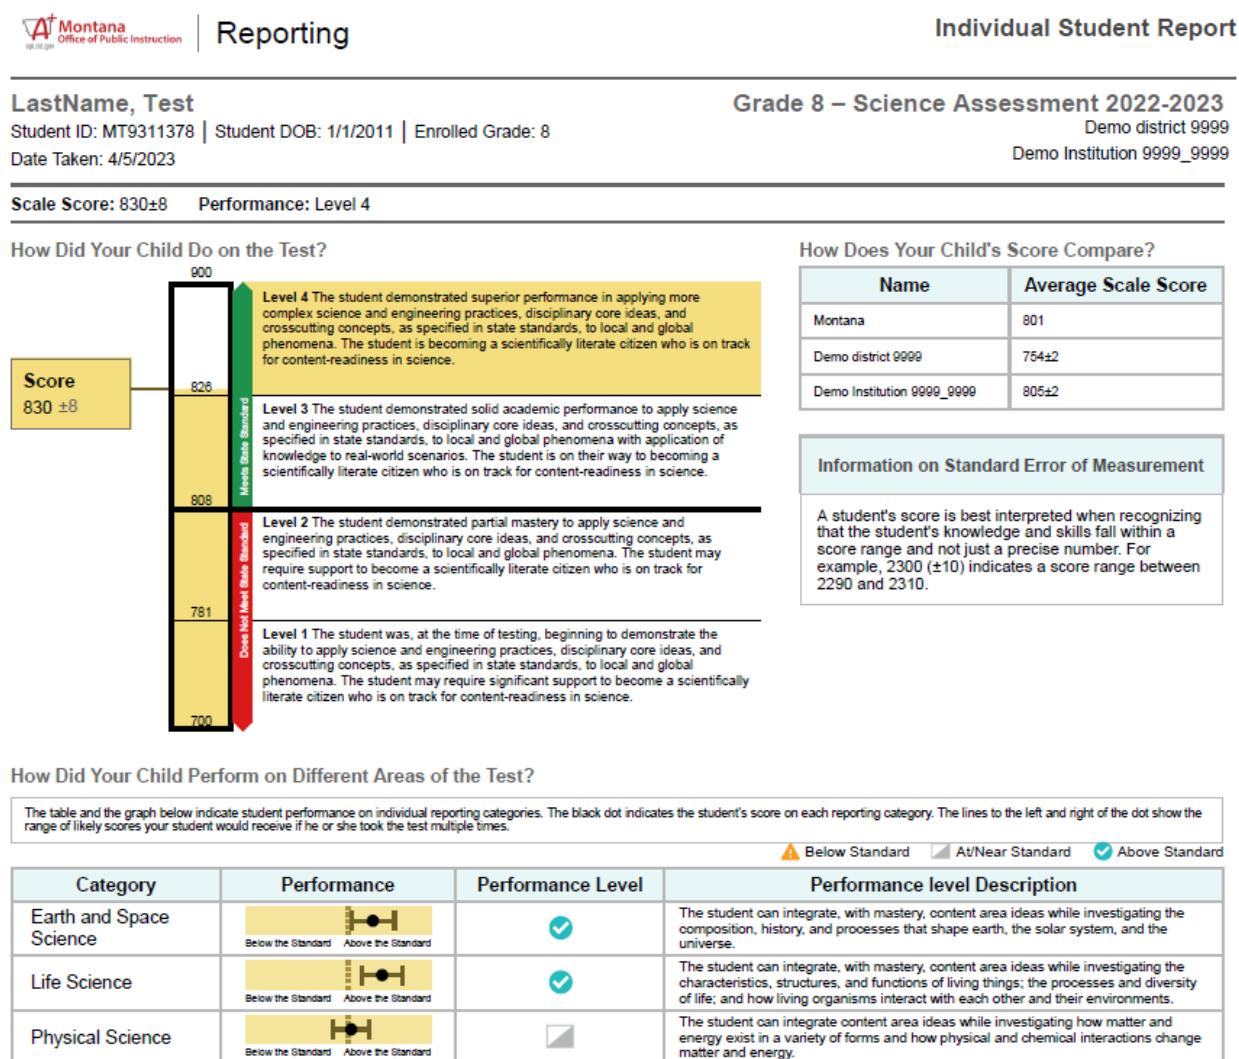 Montana
Office of Public Instruction
opi.mt.gov
Reporting
Individual Student Report
LastName, Test
Student ID: MT9311378 | Student DOB: 1/1/2011 | Enrolled Grade: 8
Date Taken: 4/5/2023
Grade 8 – Science Assessment 2022-2023
Demo district 9999
Demo Institution 9999_9999
Scale Score: 830±8 Performance: Level 4
How Did Your Child Do on the Test?
900
Score
830 ±8
826
808
781
700
Meets State Standard
Does Not Meet State Standard
Level 4 The student demonstrated superior performance in applying more
complex science and engineering practices, disciplinary core ideas, and
crosscutting concepts, as specified in state standards, to local and global
phenomena. The student is becoming a scientifically literate citizen who is on track
for content-readiness in science.
Level 3 The student demonstrated solid academic performance to apply science
and engineering practices, disciplinary core ideas, and crosscutting concepts, as
specified in state standards, to local and global phenomena with application of
knowledge to real-world scenarios. The student is on their way to becoming a
scientifically literate citizen who is on track for content-readiness in science.
Level 2 The student demonstrated partial mastery to apply science and
engineering practices, disciplinary core ideas, and crosscutting concepts, as
specified in state standards, to local and global phenomena. The student may
require support to become a scientifically literate citizen who is on track for
content-readiness in science.
Level 1 The student was, at the time of testing, beginning to demonstrate the
ability to apply science and engineering practices, disciplinary core ideas, and
crosscutting concepts, as specified in state standards, to local and global
phenomena. The student may require significant support to become a scientifically
literate citizen who is on track for content-readiness in science.
How Does Your Child's Score Compare?
Name Average Scale Score
Montana 801
Demo district 9999 754±2
Demo Institution 9999_9999 805±2
Information on Standard Error of Measurement
A student's score is best interpreted when recognizing
that the student's knowledge and skills fall within a
score range and not just a precise number. For
example, 2300 (±10) indicates a score range between
2290 and 2310.
How Did Your Child Perform on Different Areas of the Test?
The table and the graph below indicate student performance on individual reporting categories. The black dot indicates the student's score on each reporting category. The lines to the left and right of the dot show the
range of likely scores your student would receive if he or she took the test multiple times.
Below Standard At/Near Standard Above Standard
Category Performance Performance Level Performance level Description
Earth and Space
Science
Below the Standard Above the Standard
The student can integrate, with mastery, content area ideas while investigating the
composition, history, and processes that shape earth, the solar system, and the
universe.
Life Science
Below the Standard Above the Standard
The student can integrate, with mastery, content area ideas while investigating the
characteristics, structures, and functions of living things; the processes and diversity
of life; and how living organisms interact with each other and their environments.
Physical Science
Below the Standard Above the Standard
The student can integrate content area ideas while investigating how matter and
energy exist in a variety of forms and how physical and chemical interactions change
matter and energy.